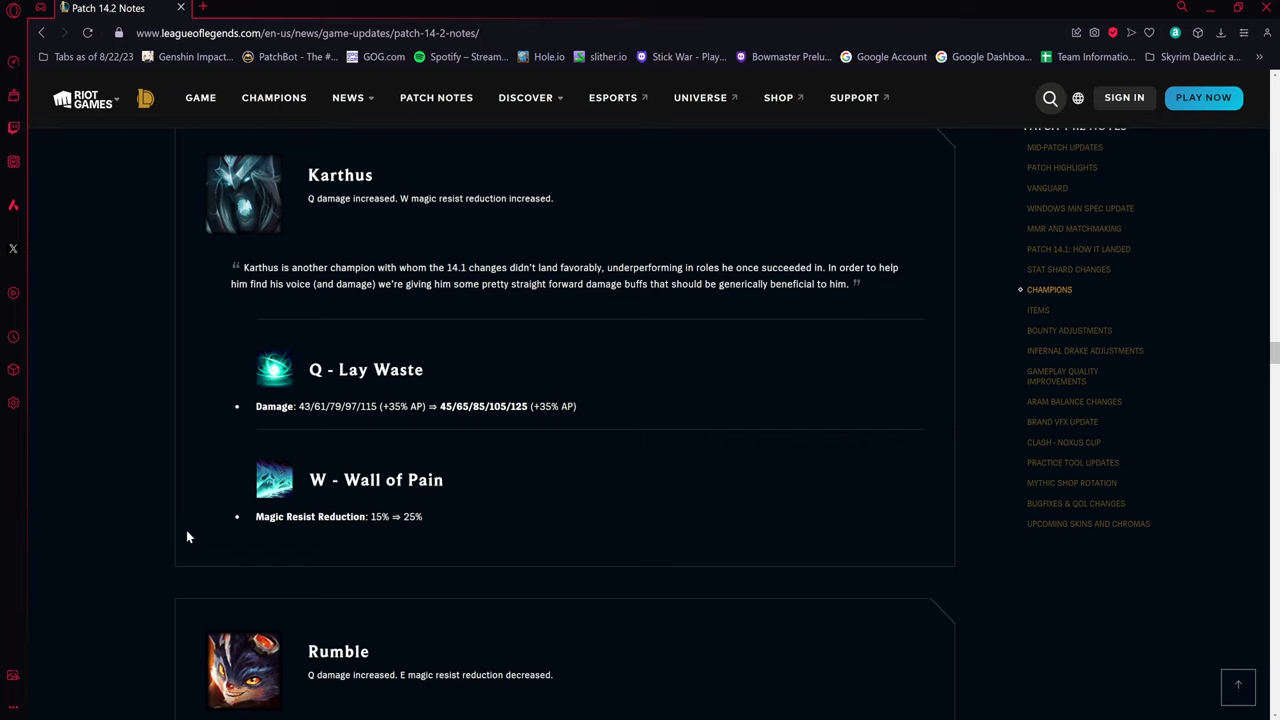 Patch 14.2 Notes
www.leagueoflegends.com/en-us/news/game-updates/patch-14-2-notes/
Tabs as of 8/22/23
Genshin Impact...
PatchBot - The #...
GOG.com
Spotify – Stream...
Hole.io
slither.io
Stick War - Play...
Bowmaster Prelu...
Google Account
Google Dashboa...
Team Informatio...
Skyrim Daedric a...
RIOT GAMES
GAME
CHAMPIONS
NEWS
PATCH NOTES
DISCOVER
ESPORTS
UNIVERSE
SHOP
SUPPORT
SIGN IN
PLAY NOW
Karthus
Q damage increased. W magic resist reduction increased.
Karthus is another champion with whom the 14.1 changes didn't land favorably, underperforming in roles he once succeeded in. In order to help
him find his voice (and damage) we're giving him some pretty straight forward damage buffs that should be generically beneficial to him.
Q - Lay Waste
• Damage: 43/61/79/97/115 (+35% AP) ⇒ 45/65/85/105/125 (+35% AP)
W - Wall of Pain
• Magic Resist Reduction: 15% ⇒ 25%
Rumble
Q damage increased. E magic resist reduction decreased.
PATCH 14.2 NOTES
MID-PATCH UPDATES
PATCH HIGHLIGHTS
VANGUARD
WINDOWS MIN SPEC UPDATE
MMR AND MATCHMAKING
PATCH 14.1: HOW IT LANDED
STAT SHARD CHANGES
CHAMPIONS
ITEMS
BOUNTY ADJUSTMENTS
INFERNAL DRAKE ADJUSTMENTS
GAMEPLAY QUALITY
IMPROVEMENTS
ARAM BALANCE CHANGES
BRAND VFX UPDATE
CLASH - NOXUS CUP
PRACTICE TOOL UPDATES
MYTHIC SHOP ROTATION
BUGFIXES & QOL CHANGES
UPCOMING SKINS AND CHROMAS